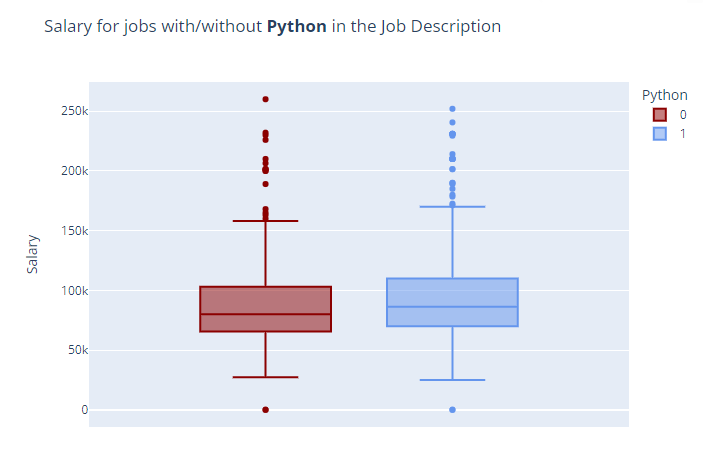 Salary for jobs with/without Python in the Job Description
Python
0
1
250k
200k
150k
100k
50k
0
Salary